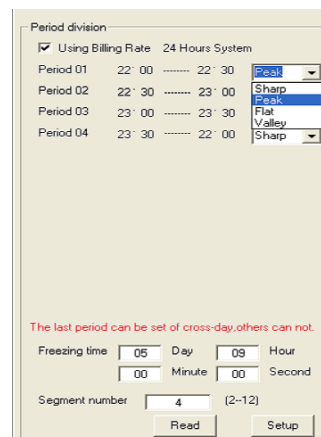 Period division
Using Billing Rate 24 Hours System
Period 01 22: 00 -------- 22: 30 Peak
Period 02 22: 30 -------- 23: 00 Sharp
Peak
Period 03 23: 00 -------- 23: 30 Flat
Valley
Period 04 23: 30 -------- 22: 00 Sharp
The last period can be set of cross-day,others can not.
Freezing time 05 Day 09 Hour
00 Minute 00 Second
Segment number 4 (2--12)
Read Setup